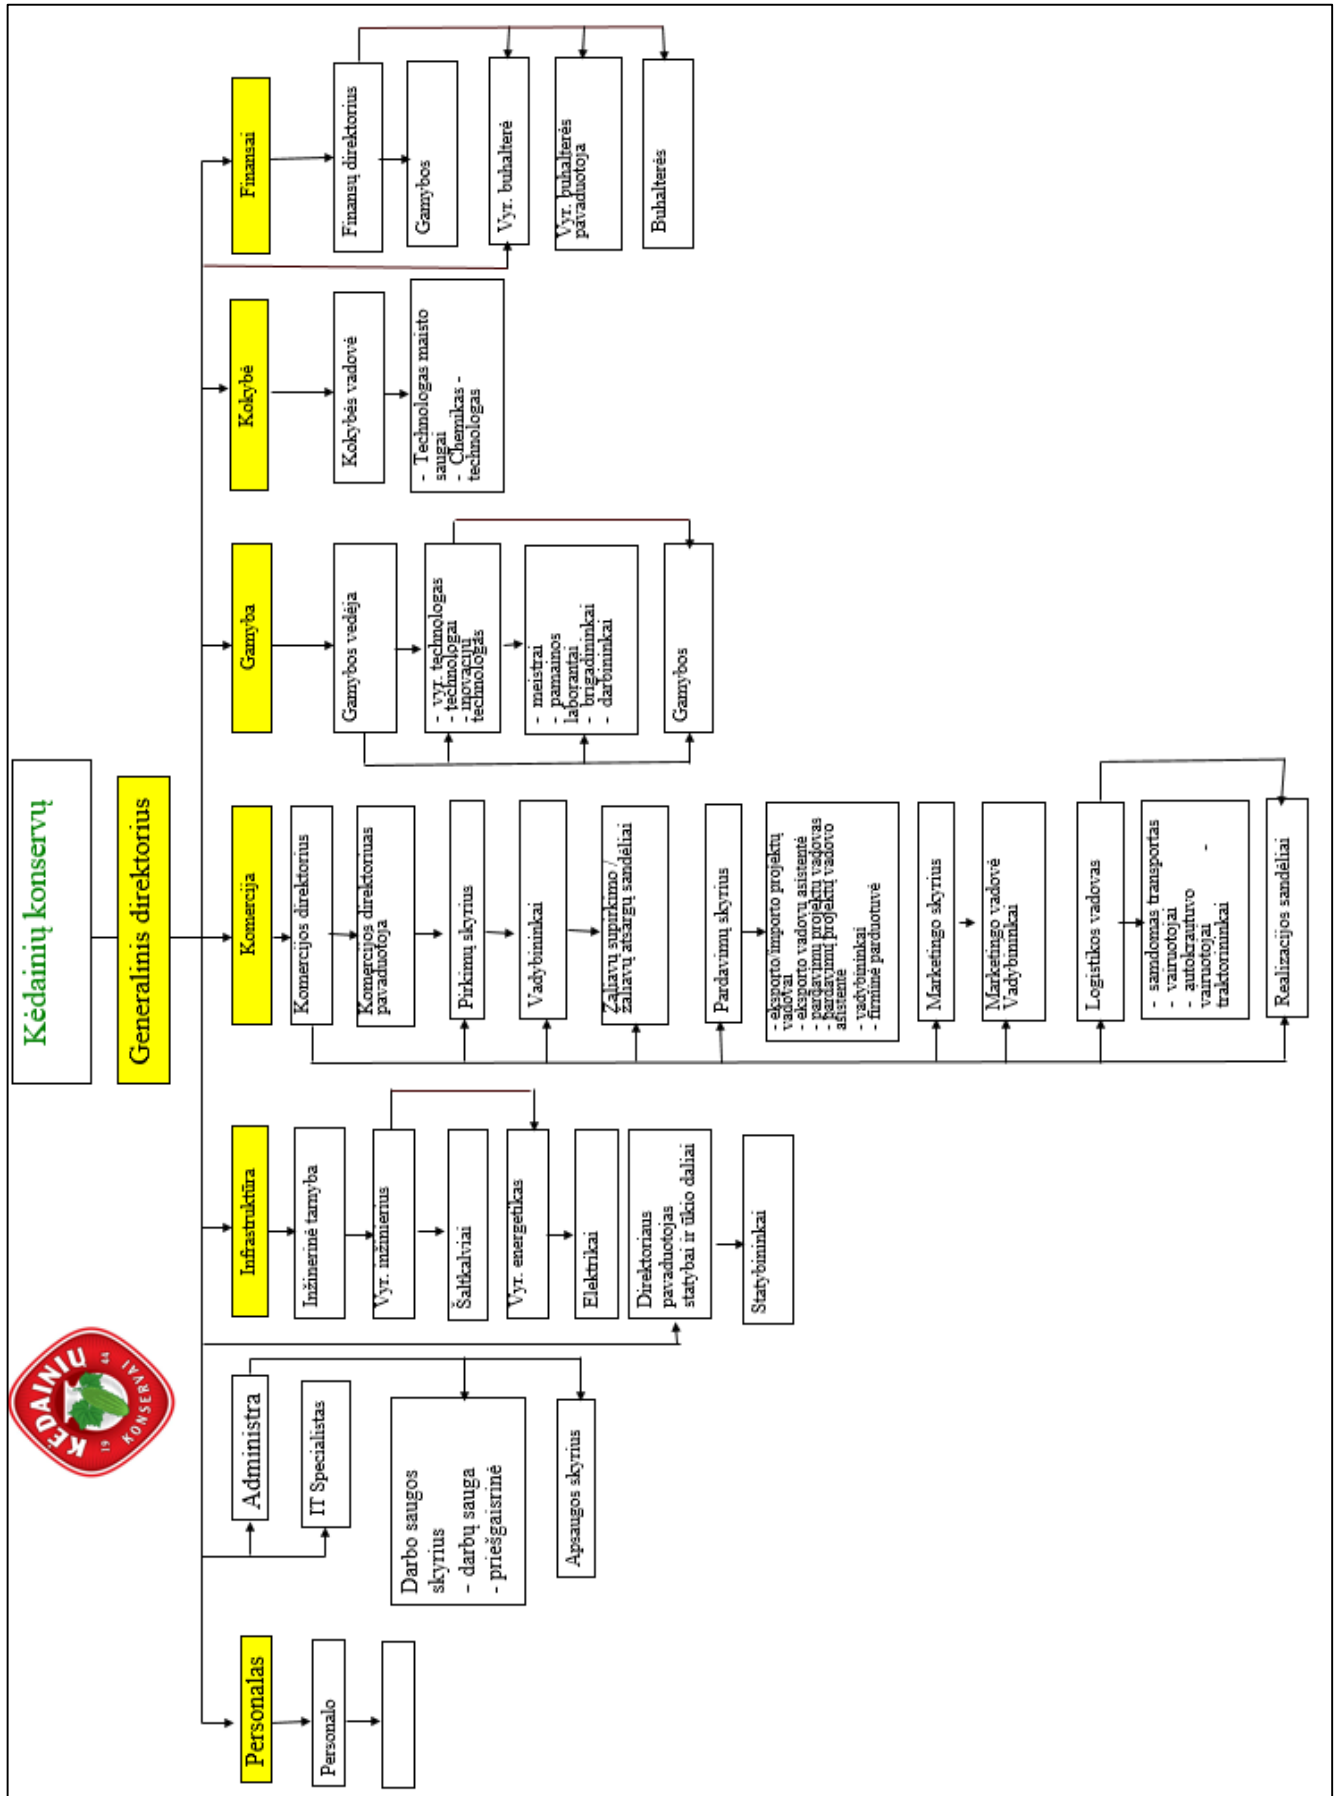 KĖDAINIŲ
19 44
KONSERVAI
Kėdainių konservų
Generalinis direktorius
Personalas
Personalo
Administra
IT Specialistas
Darbo saugos
skyrius
- darbų sauga
- priešgaisrinė
Apsaugos skyrius
Infrastruktūra
Inžinerinė tarnyba
Vyr. inžinierius
Šaltkalviai
Vyr. energetikas
Elektrikai
Direktoriaus
pavaduotojas
statybai ir ūkio daliai
Statybininkai
Komercija
Komercijos direktorius
Komercijos direktoriuas
pavaduotoja
Pirkimų skyrius
Vadybininkai
Žaliavų supirkimo /
žaliavų atsargų sandėliai
Pardavimų skyrius
- eksporto/importo projektų
vadovai
- eksporto vadovų asistentė
- pardavimų projektų vadovas
- pardavimų projektų vadovo
asistentė
- vadybininkai
- firminė parduotuvė
Marketingo skyrius
Marketingo vadovė
Vadybininkai
Logistikos vadovas
- samdomas transportas
- vairuotojai
- autokrautuvo -
vairuotojai
traktorininkai
Realizacijos sandėliai
Gamyba
Gamybos vedėja
- vyr. technologas
- technologai
- inovacijų
technologas
- meistrai
- pamainos
laborantai
- brigadininkai
- darbininkai
Gamybos
Kokybė
Kokybės vadovė
- Technologas maisto
saugai
- Chemikas -
technologas
Finansai
Finansų direktorius
Gamybos
Vyr. buhalterė
Vyr. buhalterės
pavaduotoja
Buhalterės